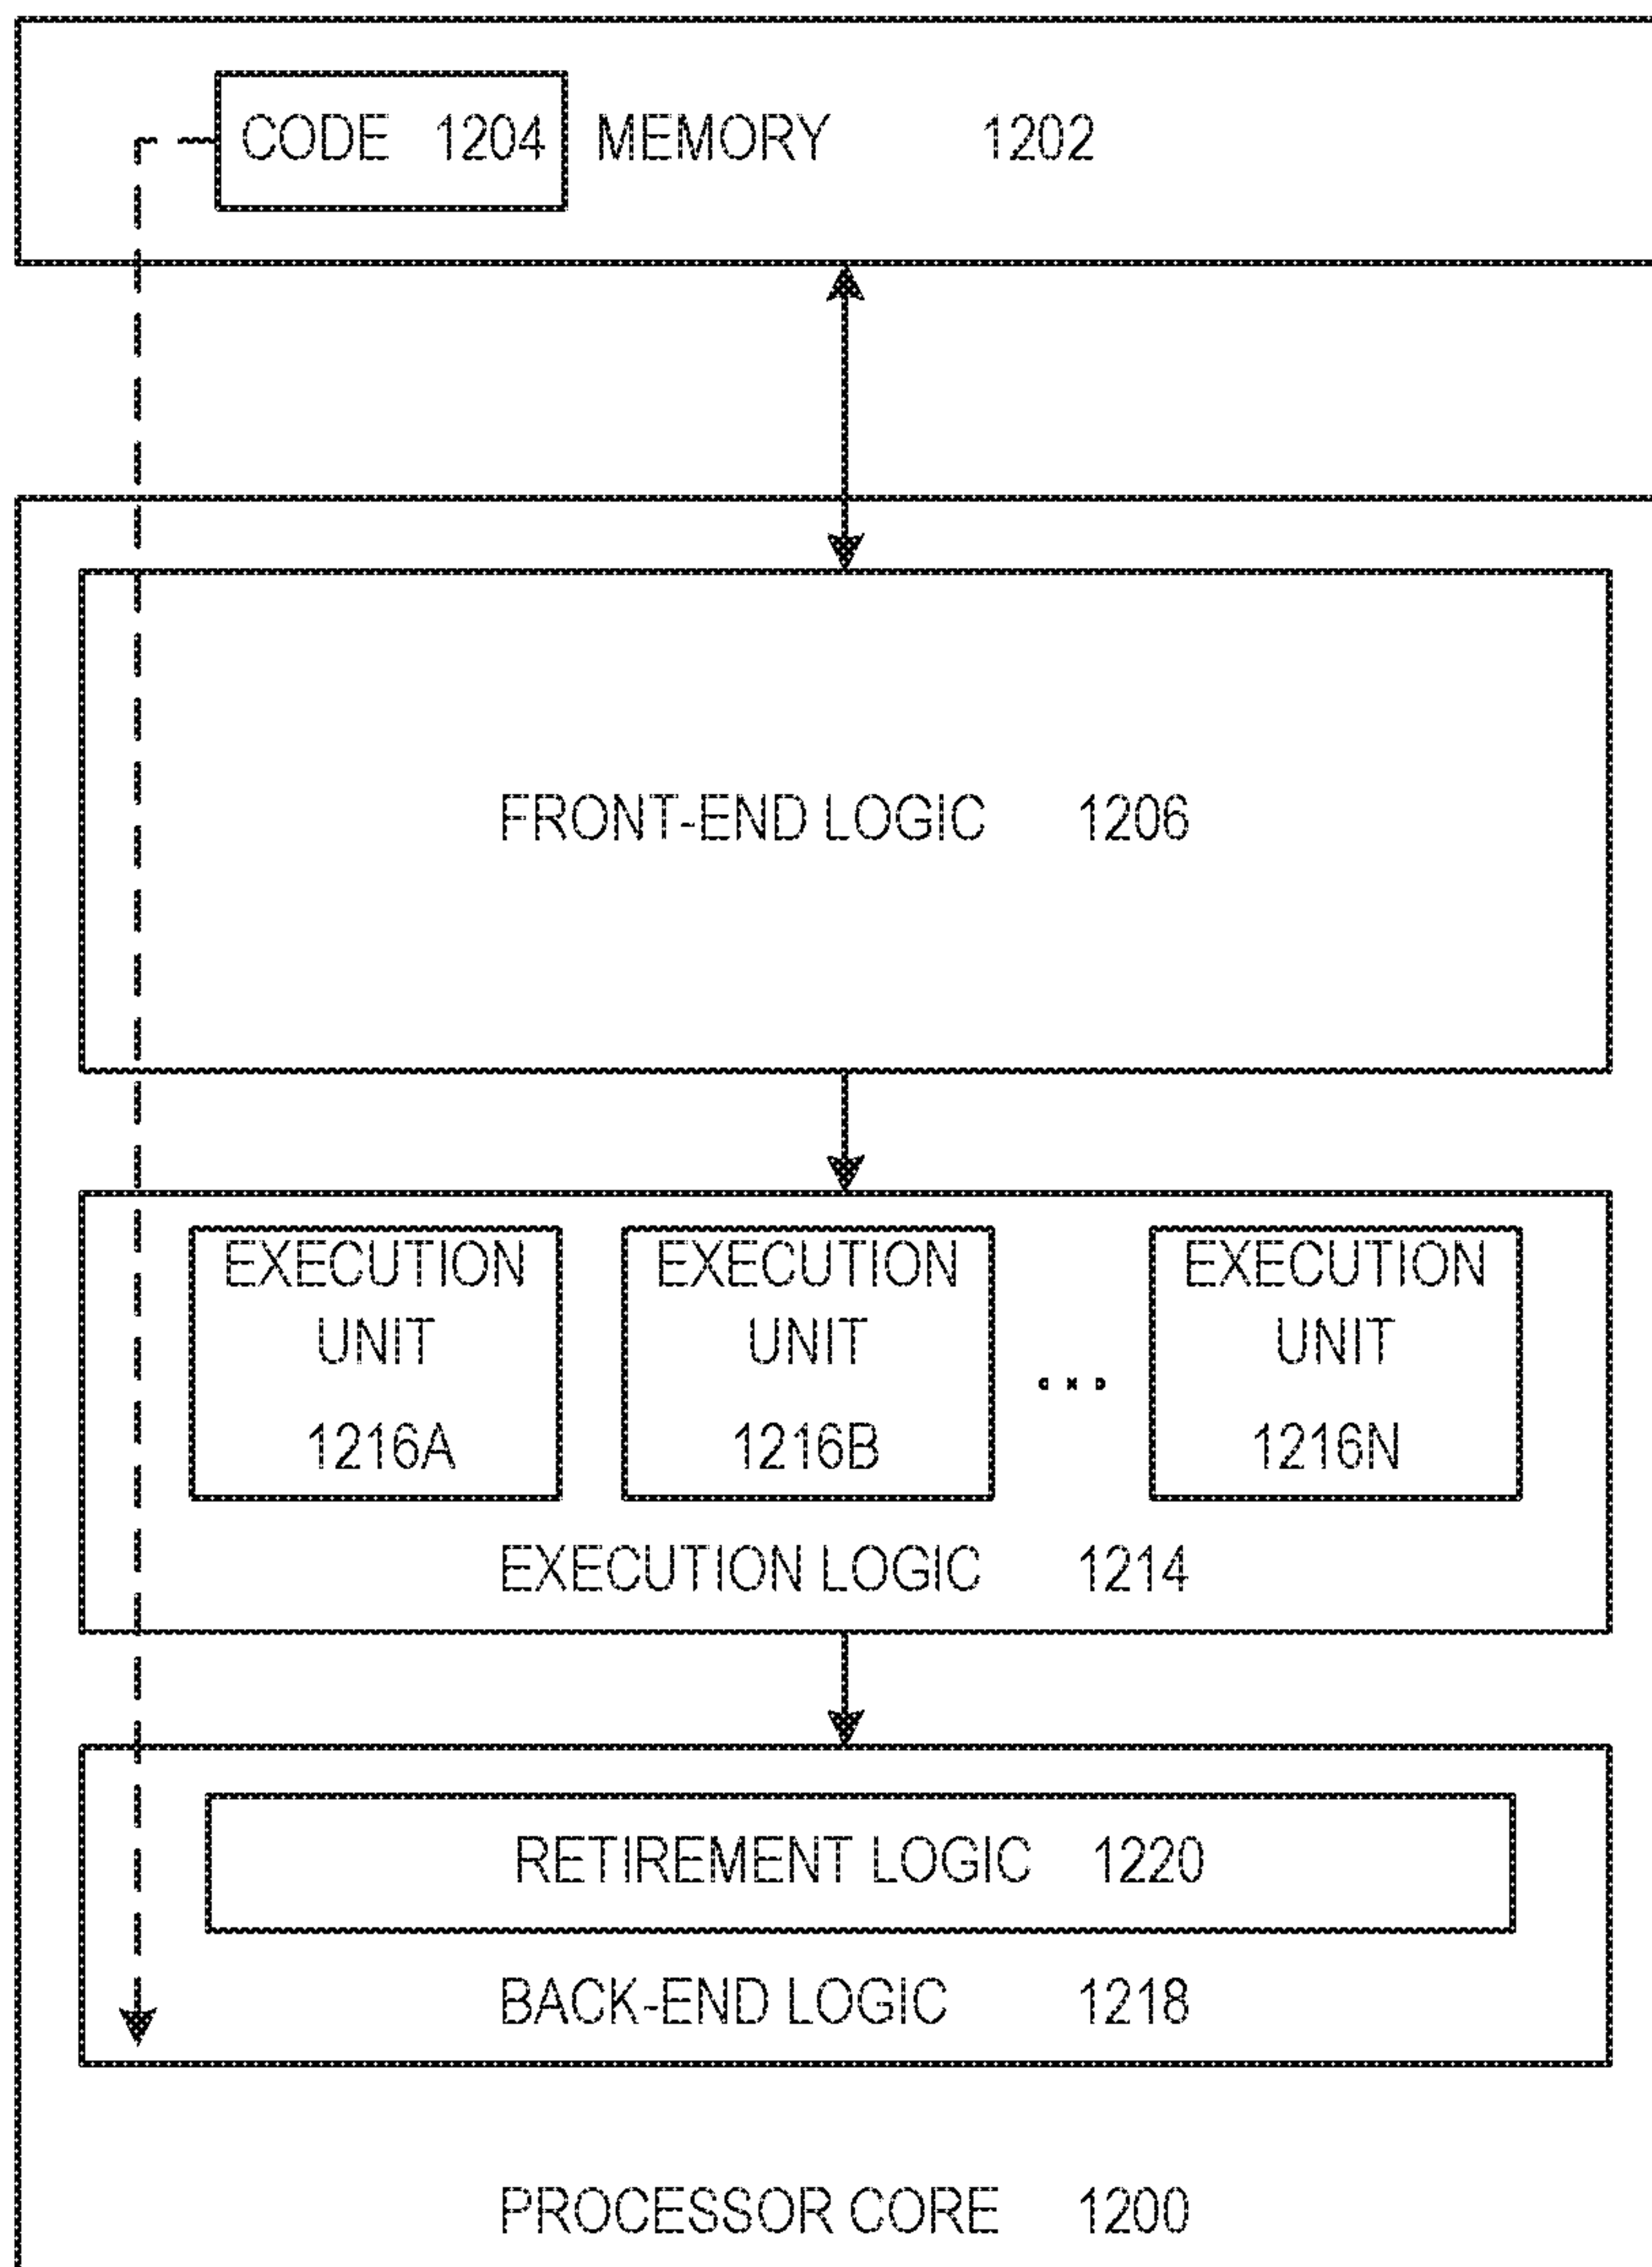 CODE 1204 MEMORY 1202
FRONT-END LOGIC 1206
EXECUTION UNIT 1216A
EXECUTION UNIT 1216B
...
EXECUTION UNIT 1216N
EXECUTION LOGIC 1214
RETIREMENT LOGIC 1220
BACK-END LOGIC 1218
PROCESSOR CORE 1200